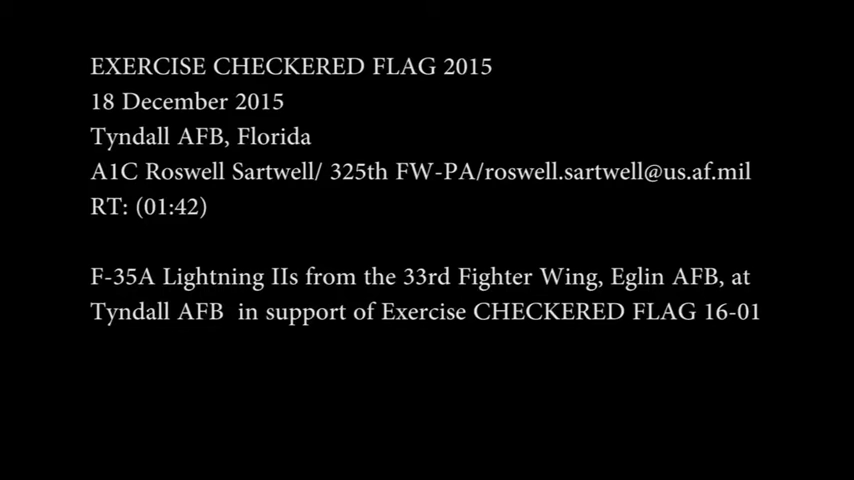 EXERCISE CHECKERED FLAG 2015
18 December 2015
Tyndall AFB, Florida
A1C Roswell Sartwell/ 325th FW-PA/roswell.sartwell@us.af.mil
RT: (01:42)
F-35A Lightning IIs from the 33rd Fighter Wing, Eglin AFB, at
Tyndall AFB  in support of Exercise CHECKERED FLAG 16-01